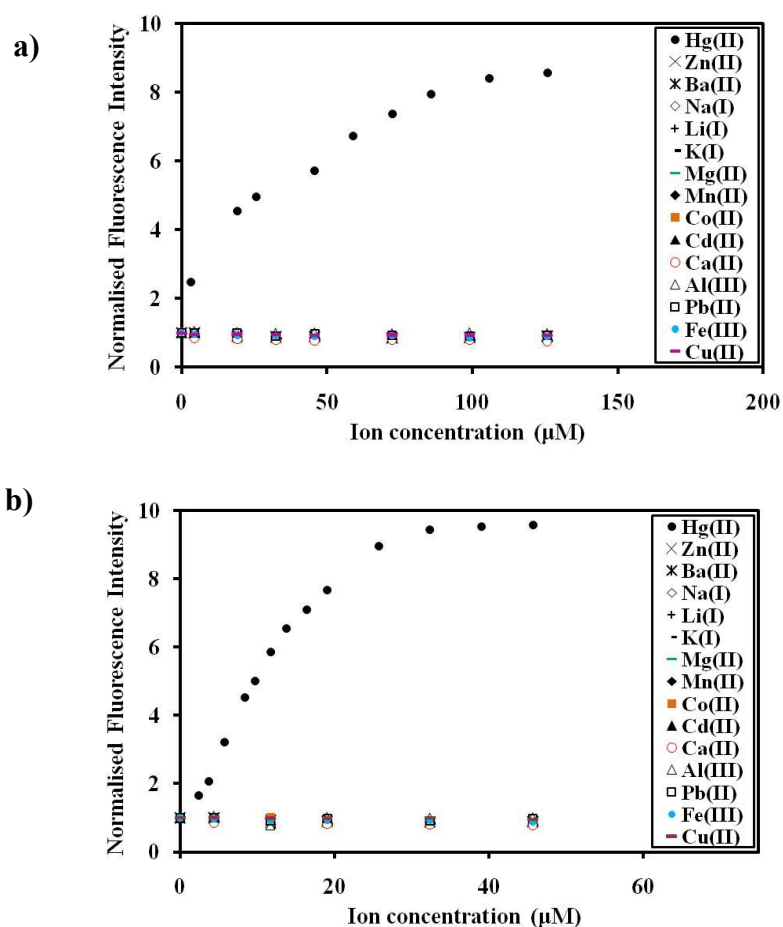 a)
Normalised Fluorescence Intensity
10
8
6
4
2
0
0 50 100 150 200
Ion concentration (µM)
Hg(II)
Zn(II)
Ba(II)
Na(I)
Li(I)
K(I)
Mg(II)
Mn(II)
Co(II)
Cd(II)
Ca(II)
Al(III)
Pb(II)
Fe(III)
Cu(II)
b)
Normalised Fluorescence Intensity
10
8
6
4
2
0
0 20 40 60
Ion concentration (µM)
Hg(II)
Zn(II)
Ba(II)
Na(I)
Li(I)
K(I)
Mg(II)
Mn(II)
Co(II)
Cd(II)
Ca(II)
Al(III)
Pb(II)
Fe(III)
Cu(II)